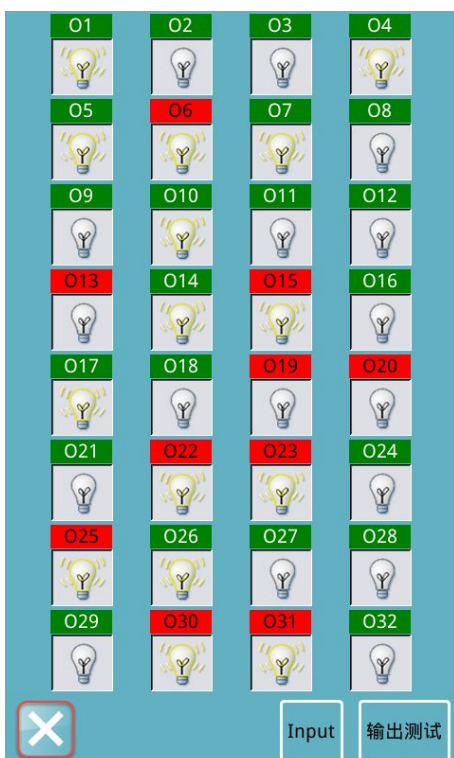 O1 O2 O3 O4
O5 O6 O7 O8
O9 O10 O11 O12
O13 O14 O15 O16
O17 O18 O19 O20
O21 O22 O23 O24
O25 O26 O27 O28
O29 O30 O31 O32
Input 输出测试